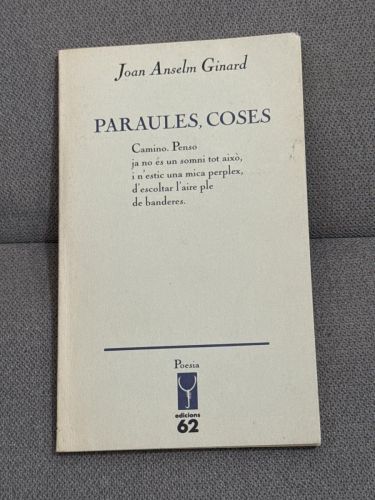 Joan Anselm Ginard
PARAULES, COSES
Camino. Penso
ja no és un somni tot això,
i n'estic una mica perplex,
d'escoltar l'aire ple
de banderes.
Poesia
edicions
62